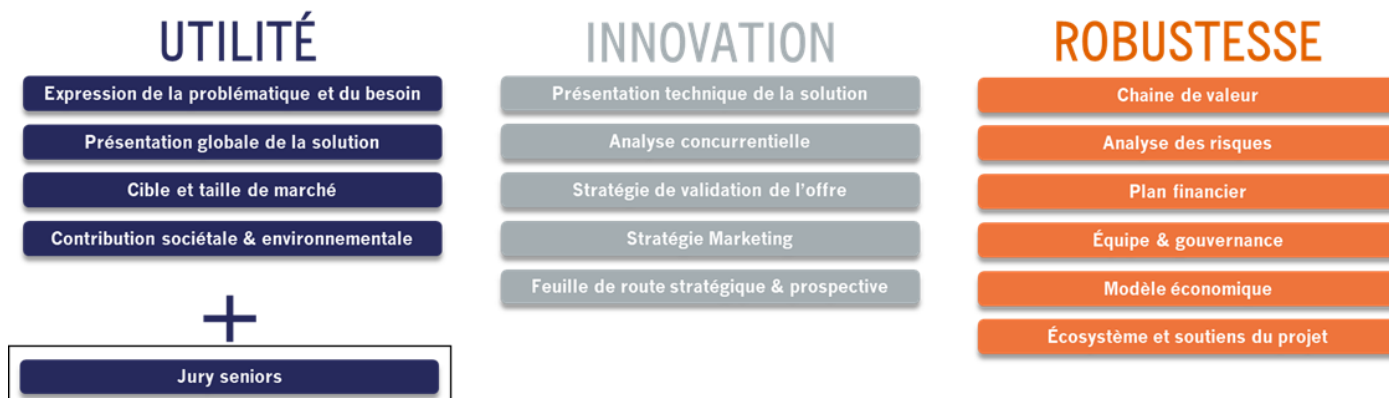 UTILITÉ
Expression de la problématique et du besoin
Présentation globale de la solution
Cible et taille de marché
Contribution sociétale & environnementale
+
Jury seniors
INNOVATION
Présentation technique de la solution
Analyse concurrentielle
Stratégie de validation de l'offre
Stratégie Marketing
Feuille de route stratégique & prospective
ROBUSTESSE
Chaine de valeur
Analyse des risques
Plan financier
Équipe & gouvernance
Modèle économique
Écosystème et soutiens du projet